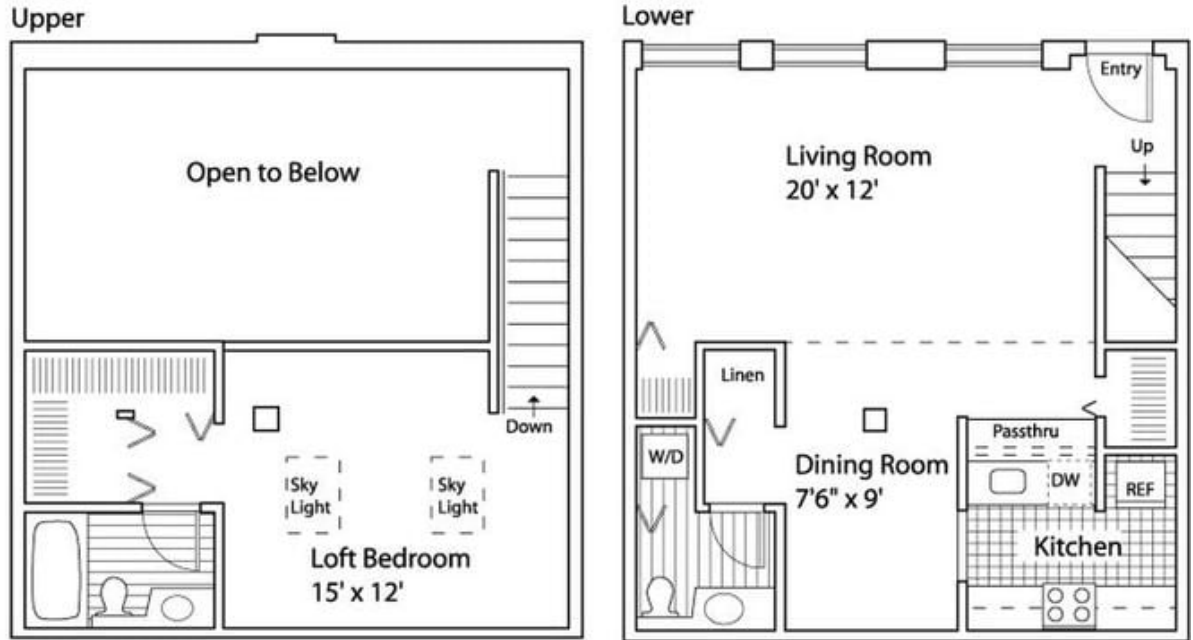 Upper
Open to Below
Down
Sky
Light
Sky
Light
Loft Bedroom
15' x 12'
Lower
Entry
Up
Living Room
20' x 12'
Linen
Passthru
W/D
Dining Room
7'6" x 9'
DW
REF
Kitchen